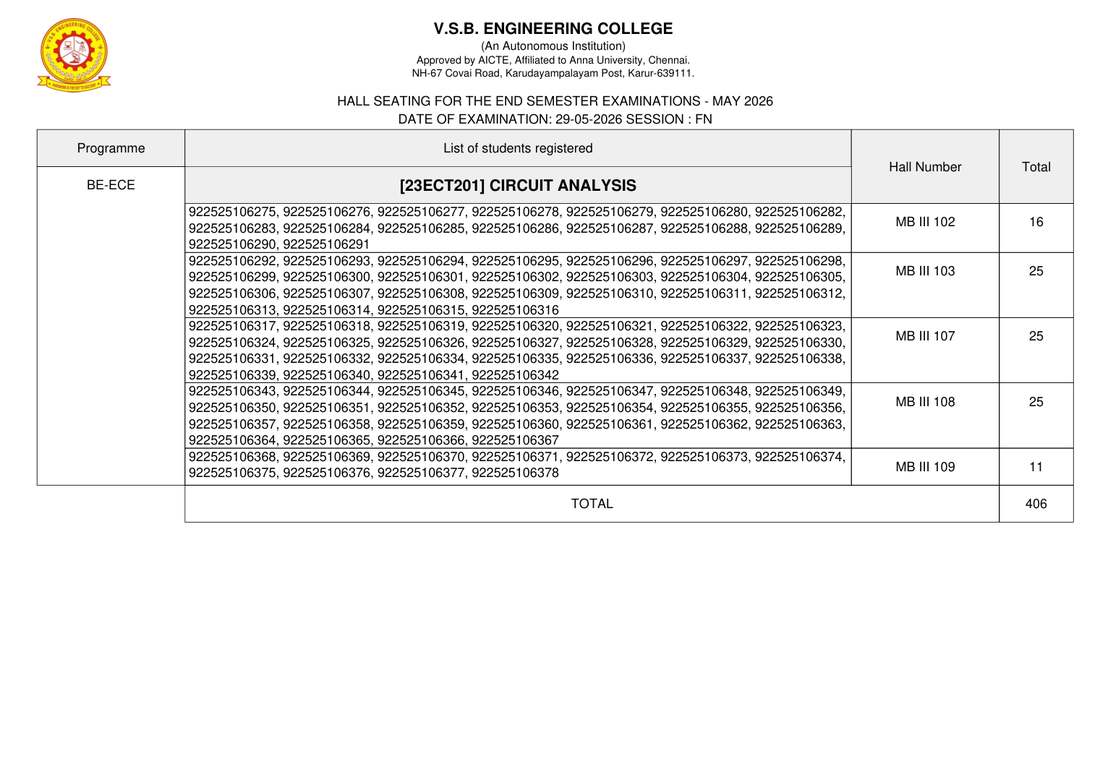 V.S.B. ENGINEERING COLLEGE
(An Autonomous Institution)
Approved by AICTE, Affiliated to Anna University, Chennai.
NH-67 Covai Road, Karudayampalayam Post, Karur-639111.
HALL SEATING FOR THE END SEMESTER EXAMINATIONS - MAY 2026
DATE OF EXAMINATION: 29-05-2026 SESSION : FN
Programme
List of students registered
Hall Number
Total
BE-ECE
[23ECT201] CIRCUIT ANALYSIS
922525106275, 922525106276, 922525106277, 922525106278, 922525106279, 922525106280, 922525106282,
922525106283, 922525106284, 922525106285, 922525106286, 922525106287, 922525106288, 922525106289,
922525106290, 922525106291
MB III 102
16
922525106292, 922525106293, 922525106294, 922525106295, 922525106296, 922525106297, 922525106298,
922525106299, 922525106300, 922525106301, 922525106302, 922525106303, 922525106304, 922525106305,
922525106306, 922525106307, 922525106308, 922525106309, 922525106310, 922525106311, 922525106312,
922525106313, 922525106314, 922525106315, 922525106316
MB III 103
25
922525106317, 922525106318, 922525106319, 922525106320, 922525106321, 922525106322, 922525106323,
922525106324, 922525106325, 922525106326, 922525106327, 922525106328, 922525106329, 922525106330,
922525106331, 922525106332, 922525106334, 922525106335, 922525106336, 922525106337, 922525106338,
922525106339, 922525106340, 922525106341, 922525106342
MB III 107
25
922525106343, 922525106344, 922525106345, 922525106346, 922525106347, 922525106348, 922525106349,
922525106350, 922525106351, 922525106352, 922525106353, 922525106354, 922525106355, 922525106356,
922525106357, 922525106358, 922525106359, 922525106360, 922525106361, 922525106362, 922525106363,
922525106364, 922525106365, 922525106366, 922525106367
MB III 108
25
922525106368, 922525106369, 922525106370, 922525106371, 922525106372, 922525106373, 922525106374,
922525106375, 922525106376, 922525106377, 922525106378
MB III 109
11
TOTAL
406